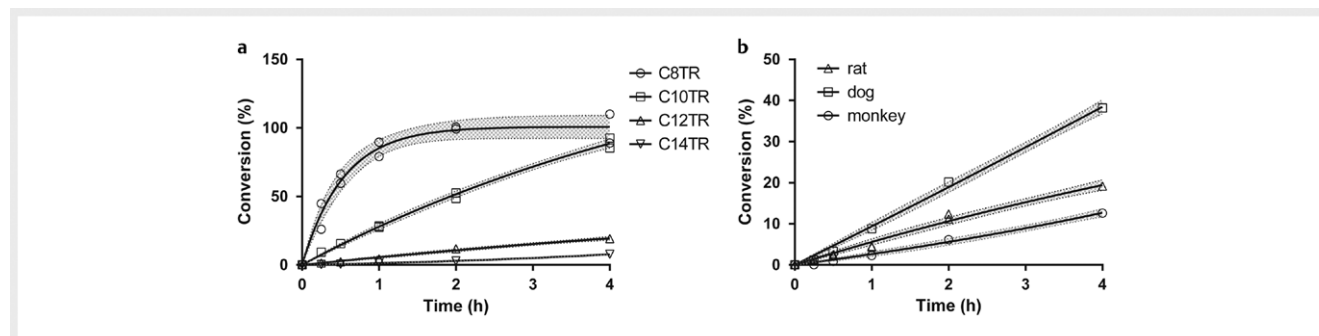 a
150
100
50
0
Conversion (%)
0 1 2 3 4
Time (h)
C8TR
C10TR
C12TR
C14TR
b
50
40
30
20
10
0
Conversion (%)
0 1 2 3 4
Time (h)
rat
dog
monkey